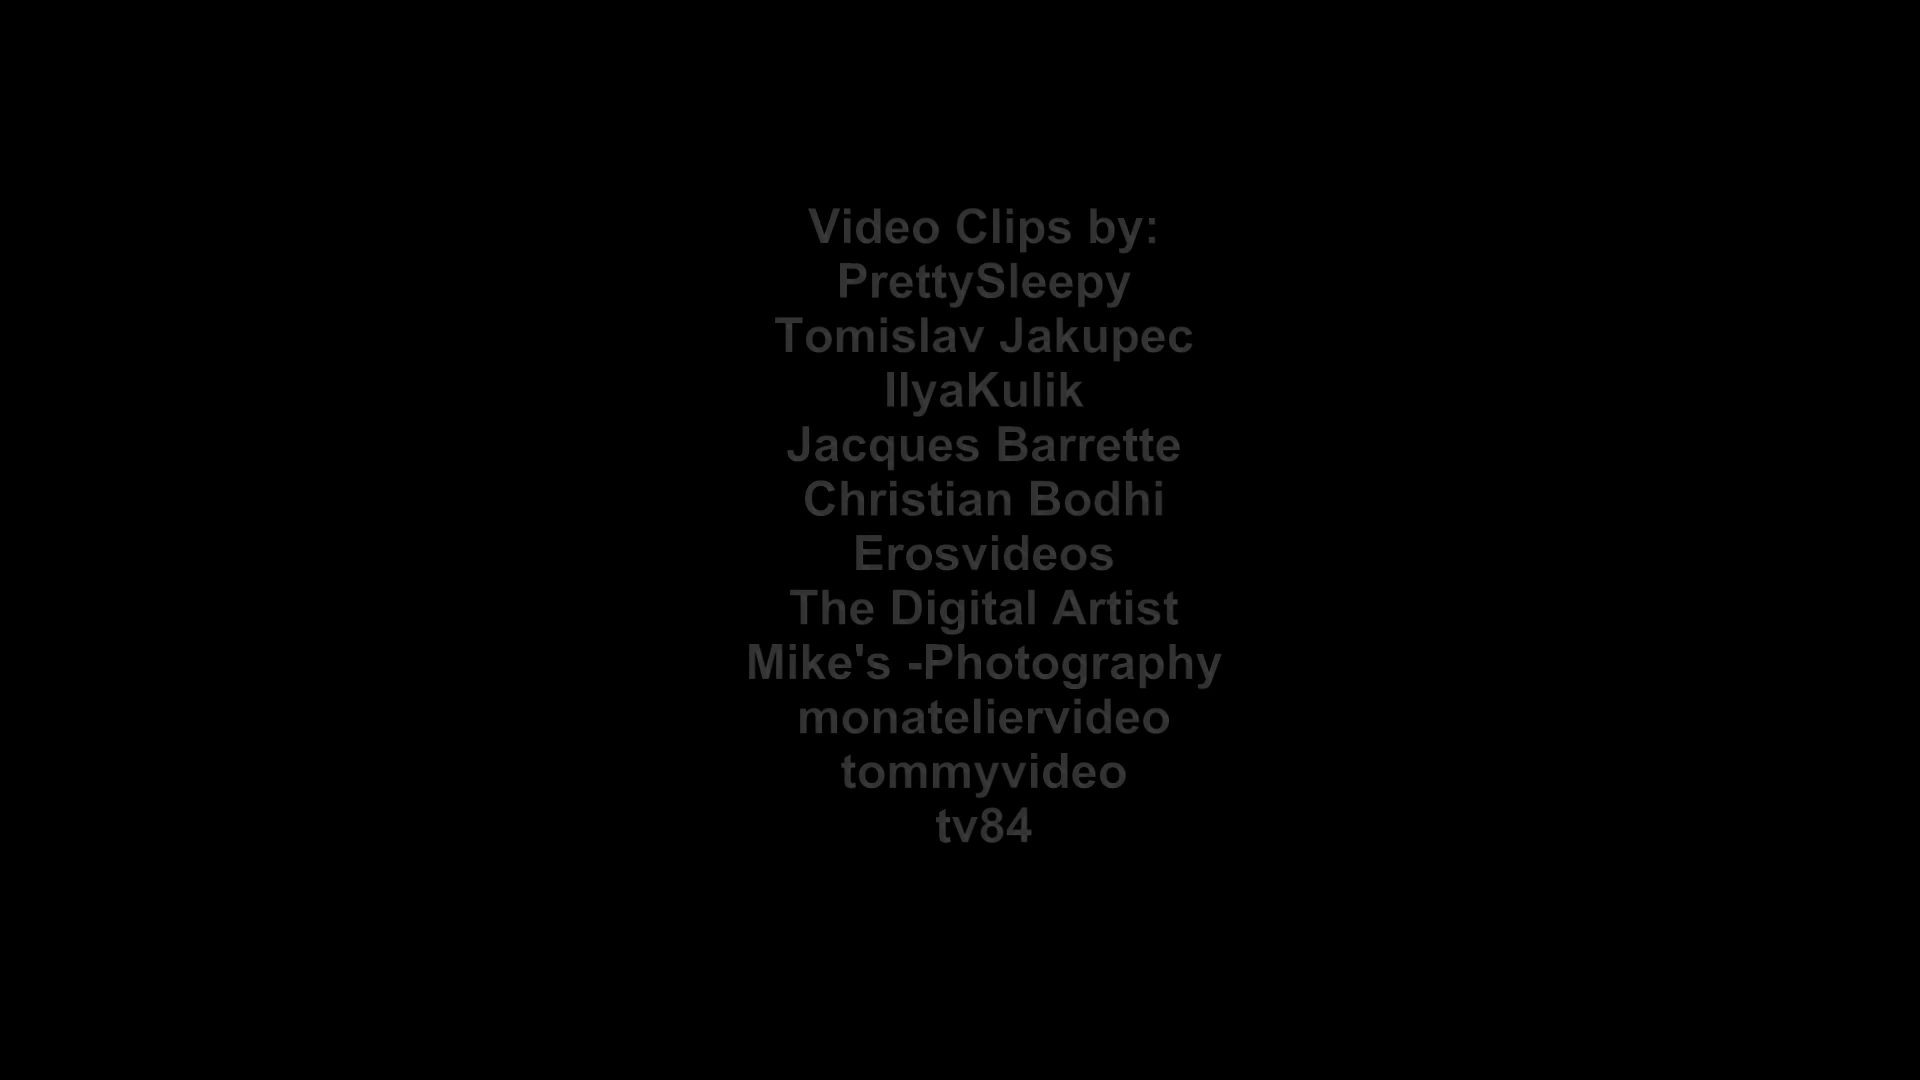 Video Clips by:
PrettySleepy
Tomislav Jakupec
IlyaKulik
Jacques Barrette
Christian Bodhi
Erosvideos
The Digital Artist
Mike's -Photography
monateliervideo
tommyvideo
tv84